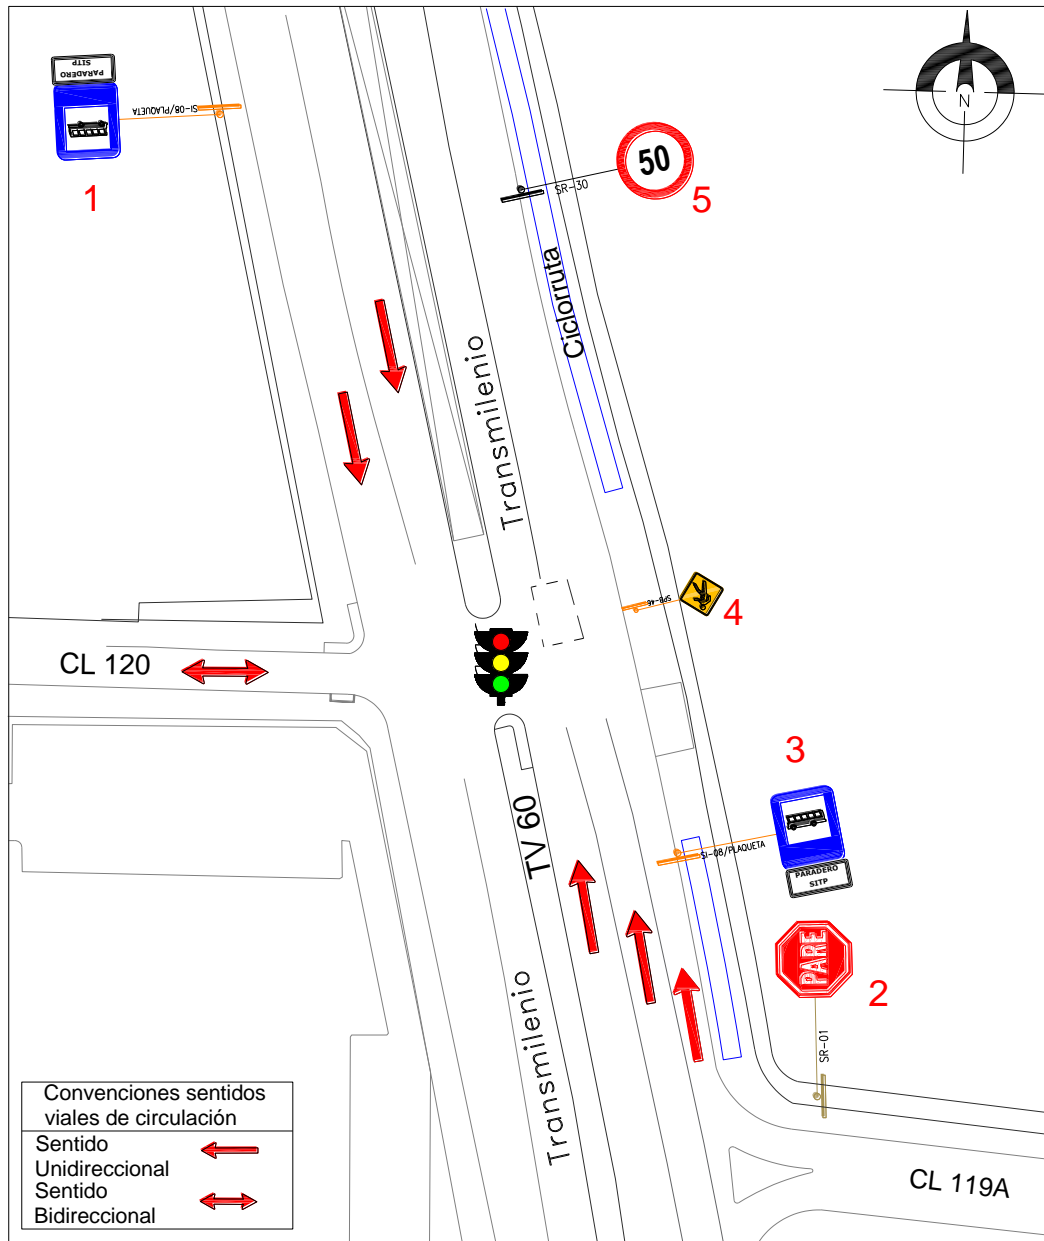 PARADERO
SITP
SI-08/PLAQUETA
1
N
50
SR-30
5
Ciclorruta
Transmilenio
SPB-46
4
CL 120
3
TV 60
SI-08/PLAQUETA
PARADERO
SITP
PARE
2
SR-01
Transmilenio
CL 119A
Convenciones sentidos
viales de circulación
Sentido
Unidireccional
Sentido
Bidireccional